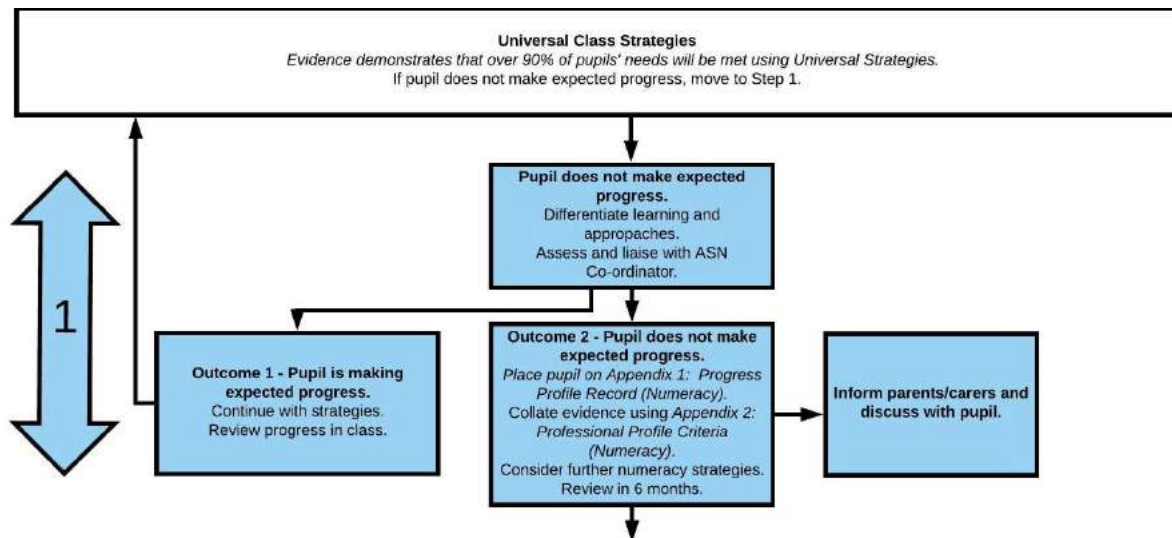 Universal Class Strategies
Evidence demonstrates that over 90% of pupils' needs will be met using Universal Strategies.
If pupil does not make expected progress, move to Step 1.
Pupil does not make expected
progress.
Differentiate learning and
appropaches.
Assess and liaise with ASN
Co-ordinator.
1
Outcome 1 - Pupil is making
expected progress.
Continue with strategies.
Review progress in class.
Outcome 2 - Pupil does not make
expected progress.
Place pupil on Appendix 1: Progress
Profile Record (Numeracy).
Collate evidence using Appendix 2:
Professional Profile Criteria
(Numeracy).
Consider further numeracy strategies.
Review in 6 months.
Inform parents/carers and
discuss with pupil.